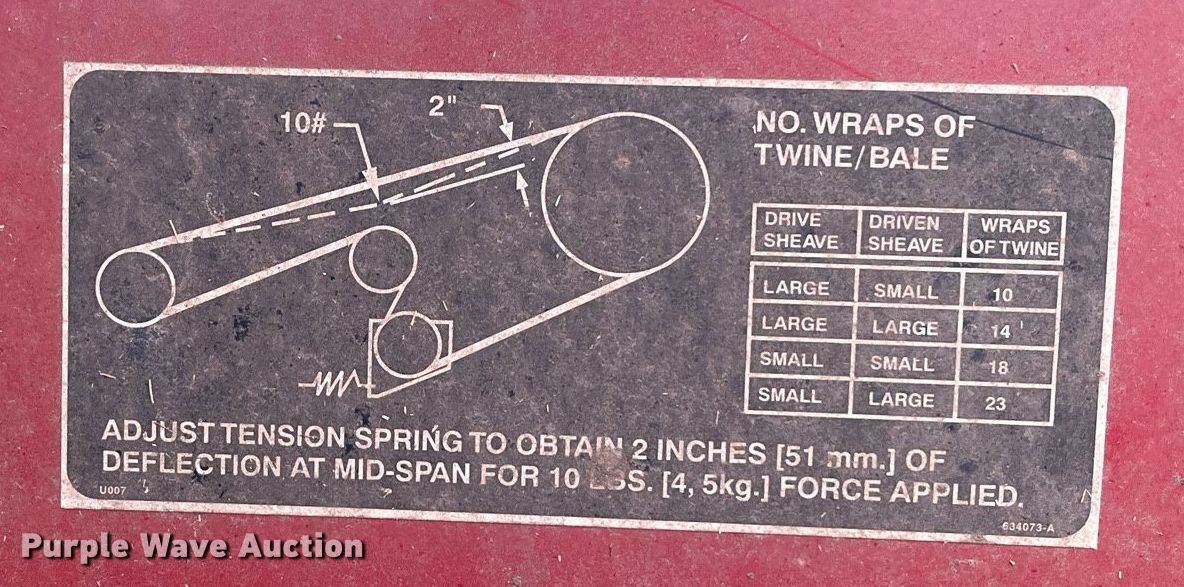 10#
2"
NO. WRAPS OF
TWINE/BALE
DRIVE SHEAVE DRIVEN SHEAVE WRAPS OF TWINE
LARGE SMALL 10
LARGE LARGE 14
SMALL SMALL 18
SMALL LARGE 23
ADJUST TENSION SPRING TO OBTAIN 2 INCHES [51 mm.] OF
DEFLECTION AT MID-SPAN FOR 10 LBS. [4, 5kg.] FORCE APPLIED.
U007
634073-A
Purple Wave Auction